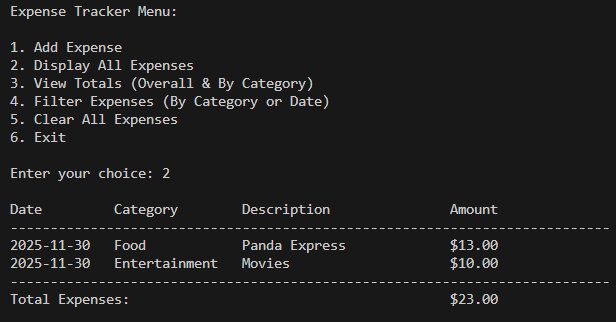 Expense Tracker Menu:
1. Add Expense
2. Display All Expenses
3. View Totals (Overall & By Category)
4. Filter Expenses (By Category or Date)
5. Clear All Expenses
6. Exit
Enter your choice: 2
Date Category Description Amount
---------------------------------------------------------------------------
2025-11-30 Food Panda Express $13.00
2025-11-30 Entertainment Movies $10.00
---------------------------------------------------------------------------
Total Expenses: $23.00